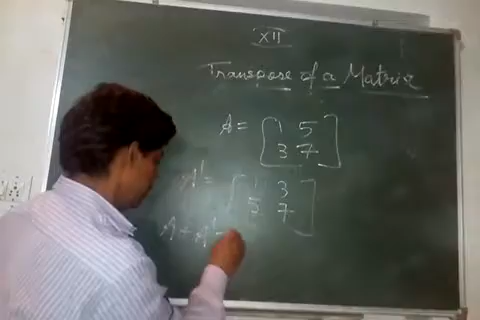 XII
Transpose of a Matrix
A = [1 5
3 7]
A' = [1 3
5 7]
A + A' =